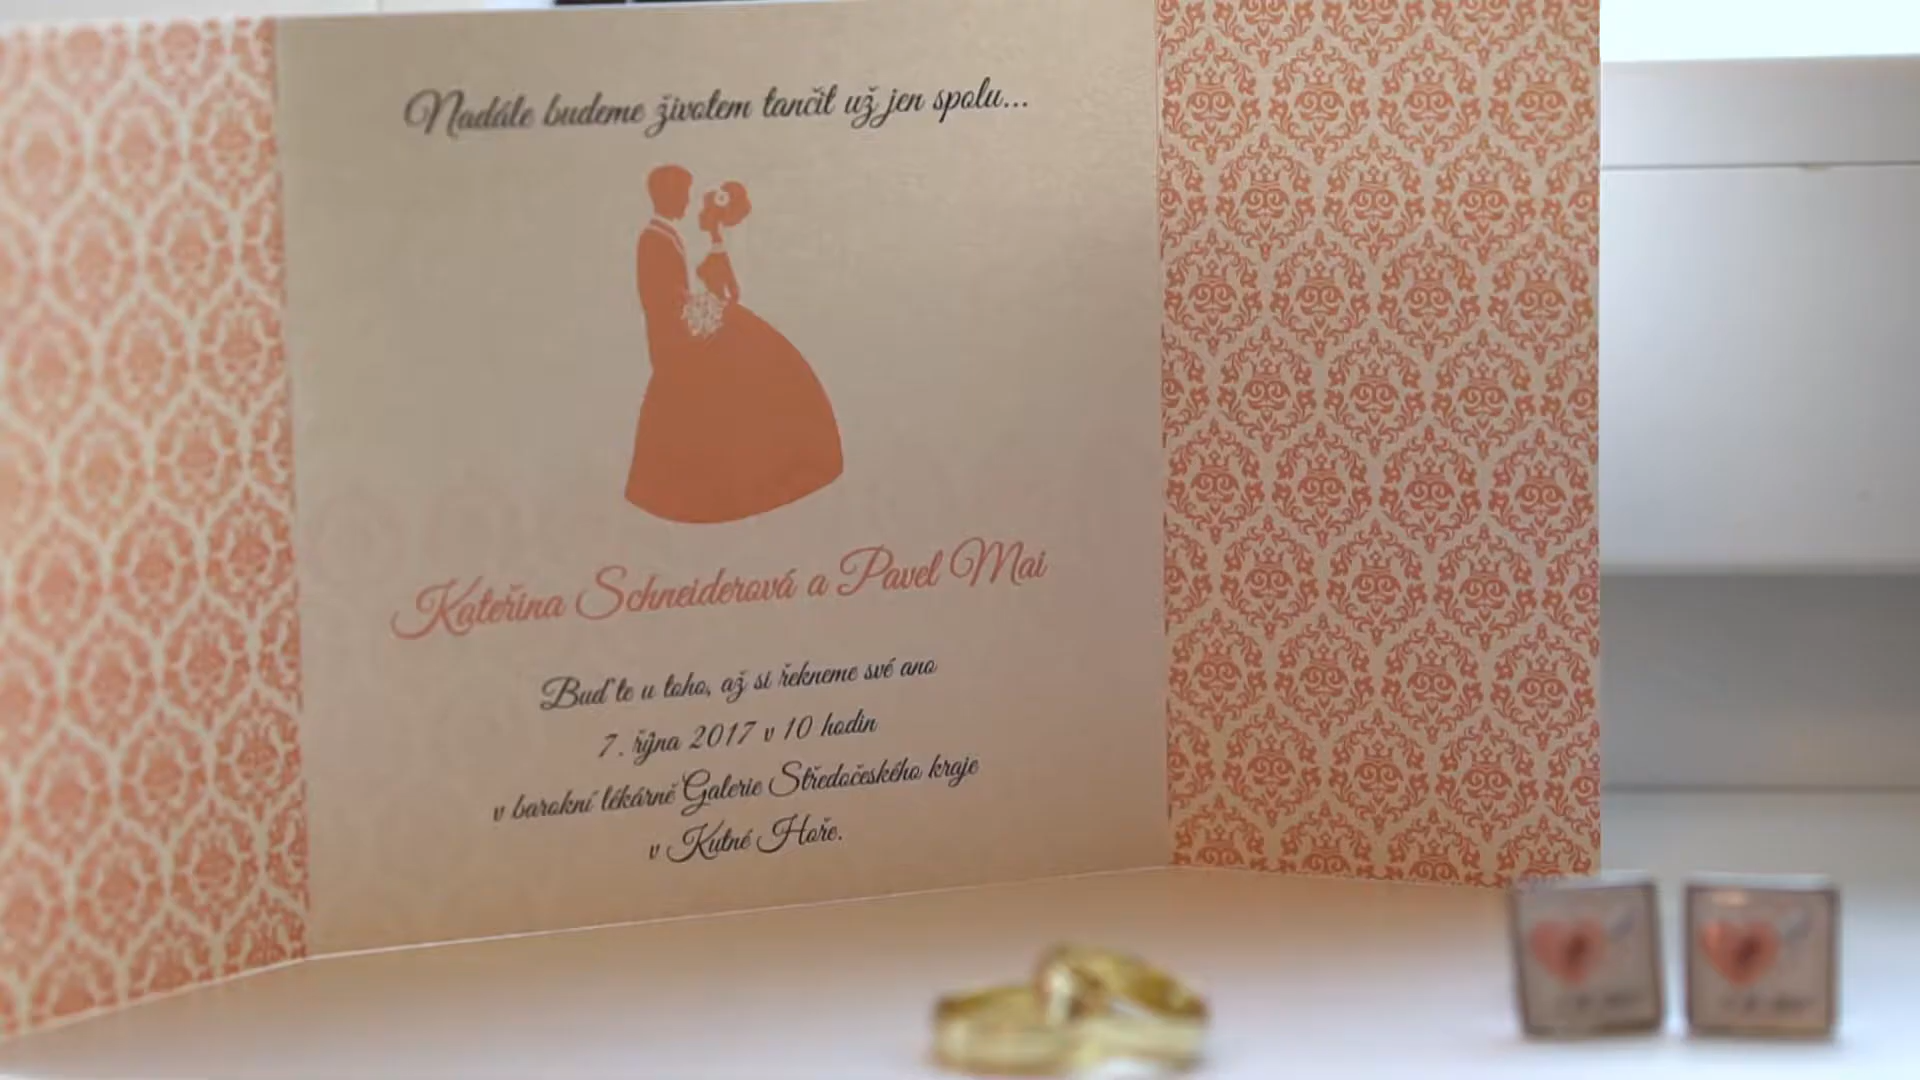 Nadále budeme životem tančit už jen spolu...
Kateřina Schneiderová a Pavel Mai
Buďte u toho, až si řekneme své ano
7. října 2017 v 10 hodin
v barokní lékárně Galerie Středočeského kraje
v Kutné Hoře.